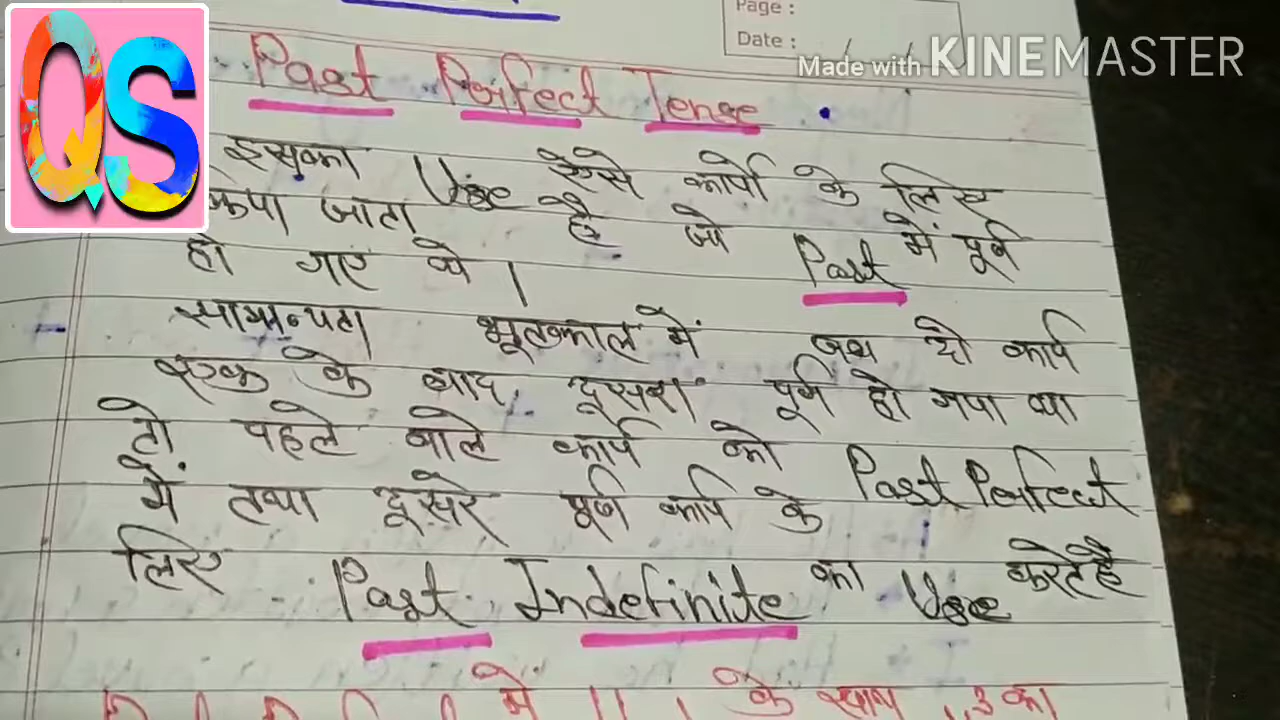 Page :
Date :
Made with KINEMASTER
QS
Past Perfect Tense .
इसका Use ऐसे कार्यो के लिए
किया जाता है जो Past में पूर्ण
हो गए थे ।
सामान्यता भूतकाल में जब दो कार्य
एक के बाद दूसरा पूर्ण हो गया था
तो पहले वाले कार्य को Past Perfect
में तथा दूसरे पूर्ण कार्य के
लिए Past Indefinite का Use करते है
में के स्थान